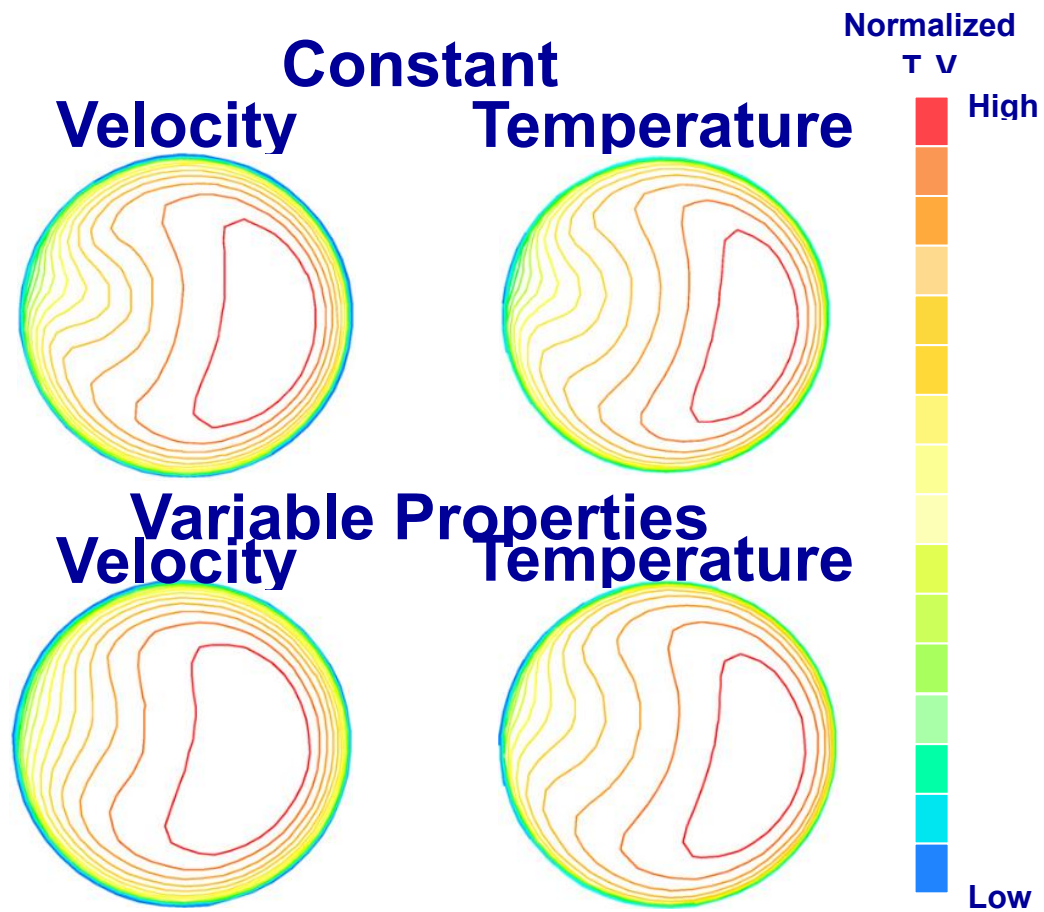 Normalized
T V
Constant
High
Velocity Temperature
Variable Properties
Velocity Temperature
Low